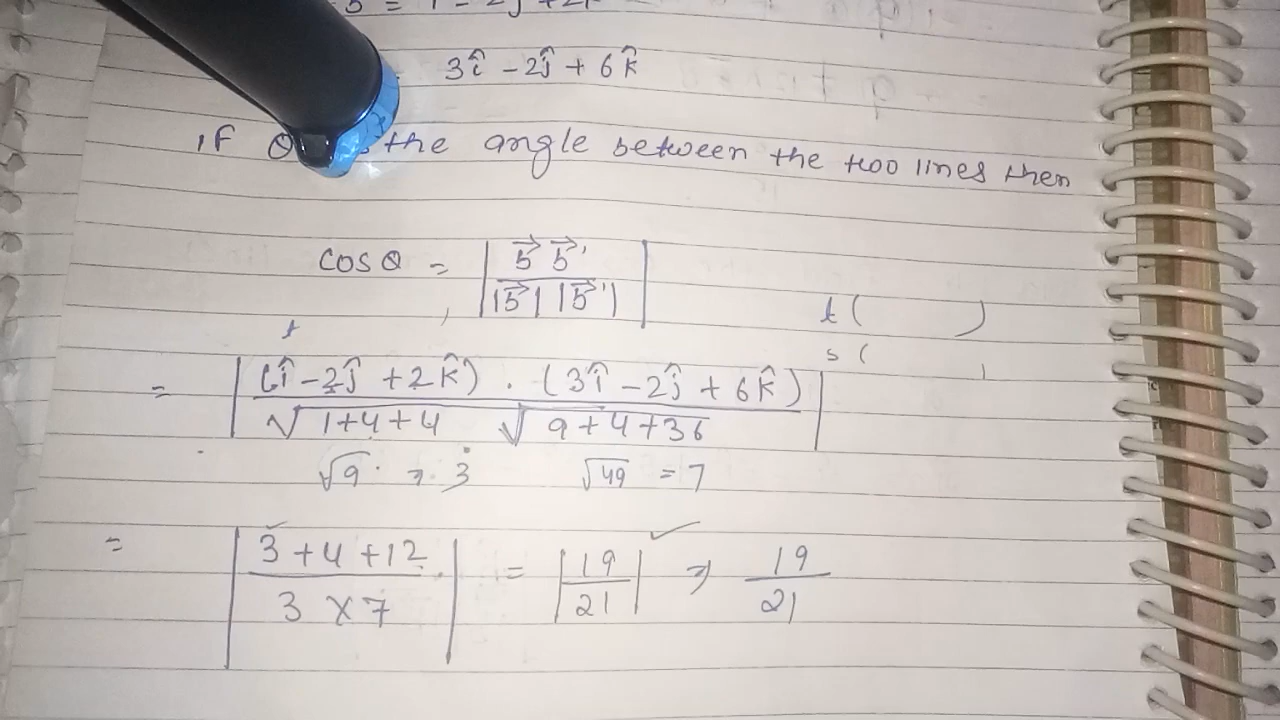 3î - 2ĵ + 6k̂
If θ the angle between the two lines then
cos θ = | b⃗ b⃗' / |b⃗| |b⃗'| |
t ( )
s (
= | (î - 2ĵ + 2k̂) . (3î - 2ĵ + 6k̂) / √1+4+4 √9+4+36 |
√9 = 3 √49 = 7
= | 3 + 4 + 12 / 3 × 7 | = | 19 / 21 | ⇒ 19 / 21